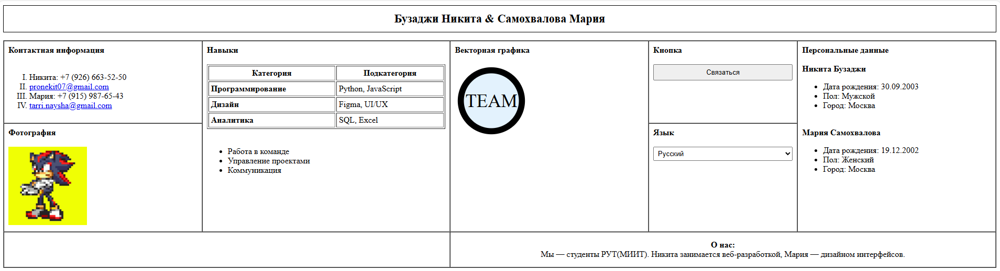 Бузаджи Никита & Самохвалова Мария
Контактная информация
I. Никита: +7 (926) 663-52-50
II. pronekit07@gmail.com
III. Мария: +7 (915) 987-65-43
IV. tarri.naysha@gmail.com
Фотография
Навыки
Категория Подкатегория
Программирование Python, JavaScript
Дизайн Figma, UI/UX
Аналитика SQL, Excel
• Работа в команде
• Управление проектами
• Коммуникация
Векторная графика
TEAM
Кнопка
Связаться
Язык
Русский
Персональные данные
Никита Бузаджи
• Дата рождения: 30.09.2003
• Пол: Мужской
• Город: Москва
Мария Самохвалова
• Дата рождения: 19.12.2002
• Пол: Женский
• Город: Москва
О нас:
Мы — студенты РУТ(МИИТ). Никита занимается веб-разработкой, Мария — дизайном интерфейсов.